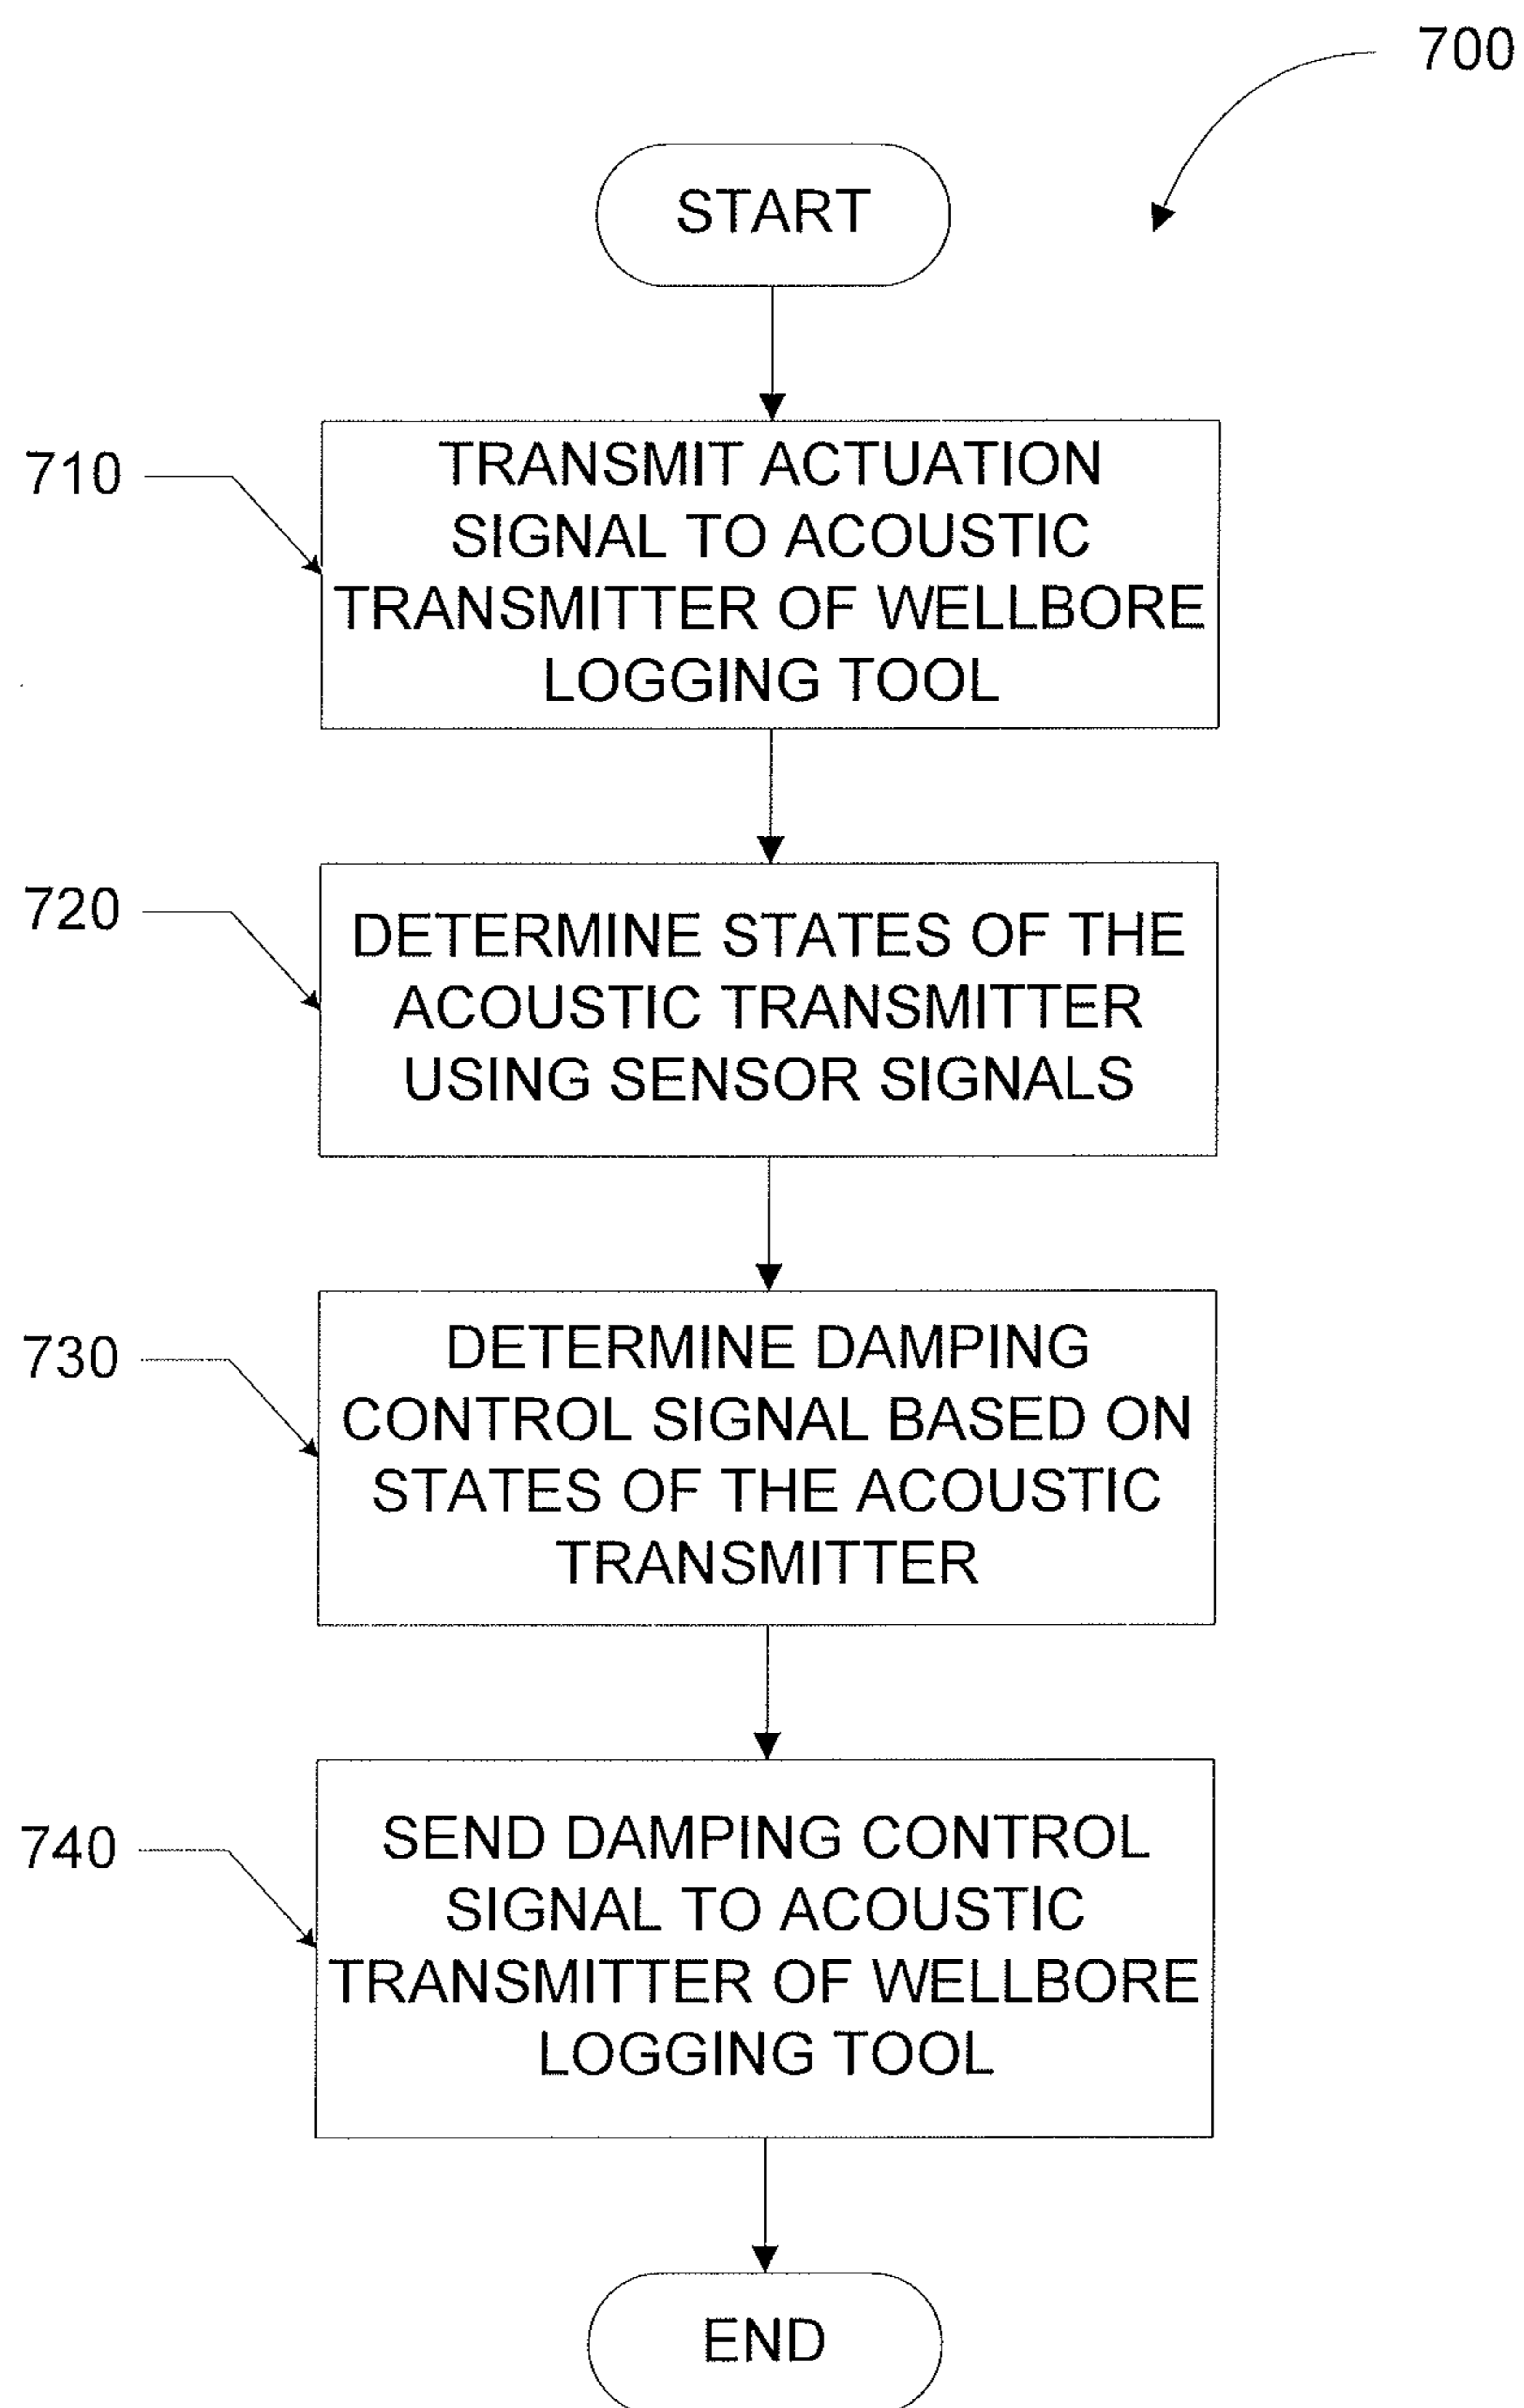 700
START
710
TRANSMIT ACTUATION
SIGNAL TO ACOUSTIC
TRANSMITTER OF WELLBORE
LOGGING TOOL
720
DETERMINE STATES OF THE
ACOUSTIC TRANSMITTER
USING SENSOR SIGNALS
730
DETERMINE DAMPING
CONTROL SIGNAL BASED ON
STATES OF THE ACOUSTIC
TRANSMITTER
740
SEND DAMPING CONTROL
SIGNAL TO ACOUSTIC
TRANSMITTER OF WELLBORE
LOGGING TOOL
END